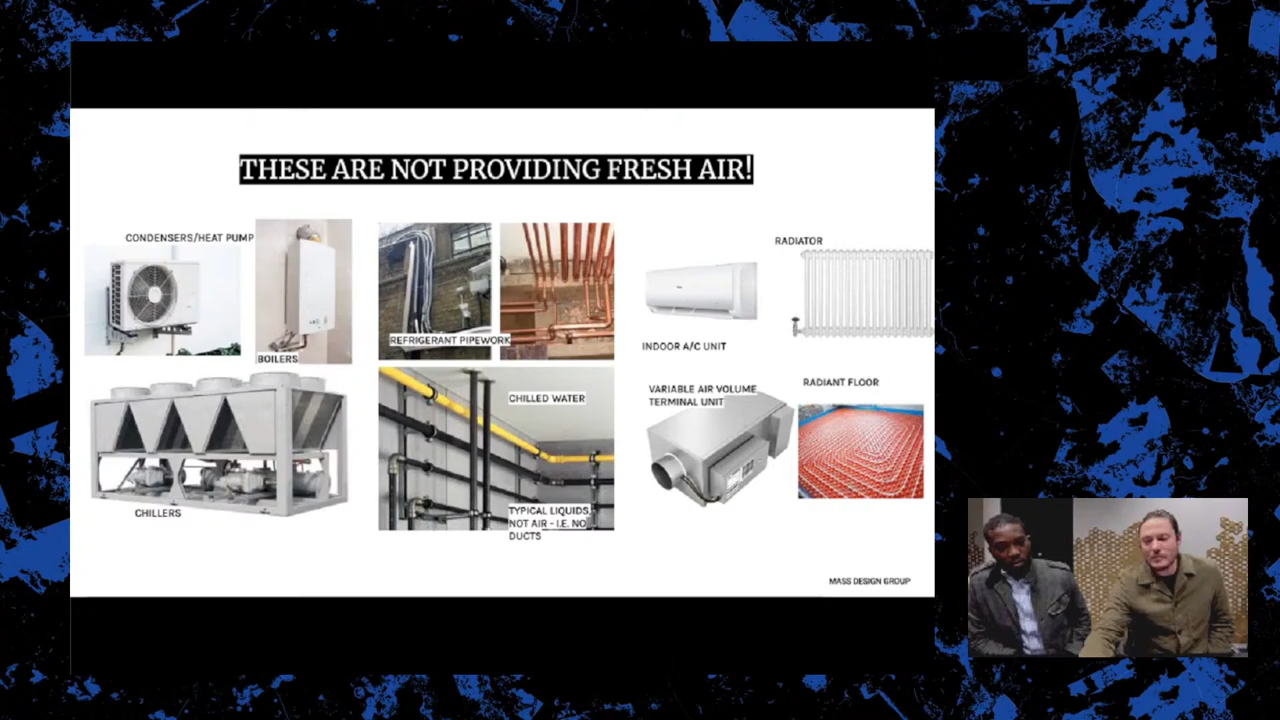 THESE ARE NOT PROVIDING FRESH AIR!
CONDENSERS/HEAT PUMP
BOILERS
CHILLERS
REFRIGERANT PIPEWORK
CHILLED WATER
TYPICAL LIQUIDS,
NOT AIR - I.E. NO
DUCTS
INDOOR A/C UNIT
RADIATOR
VARIABLE AIR VOLUME
TERMINAL UNIT
RADIANT FLOOR
MASS DESIGN GROUP